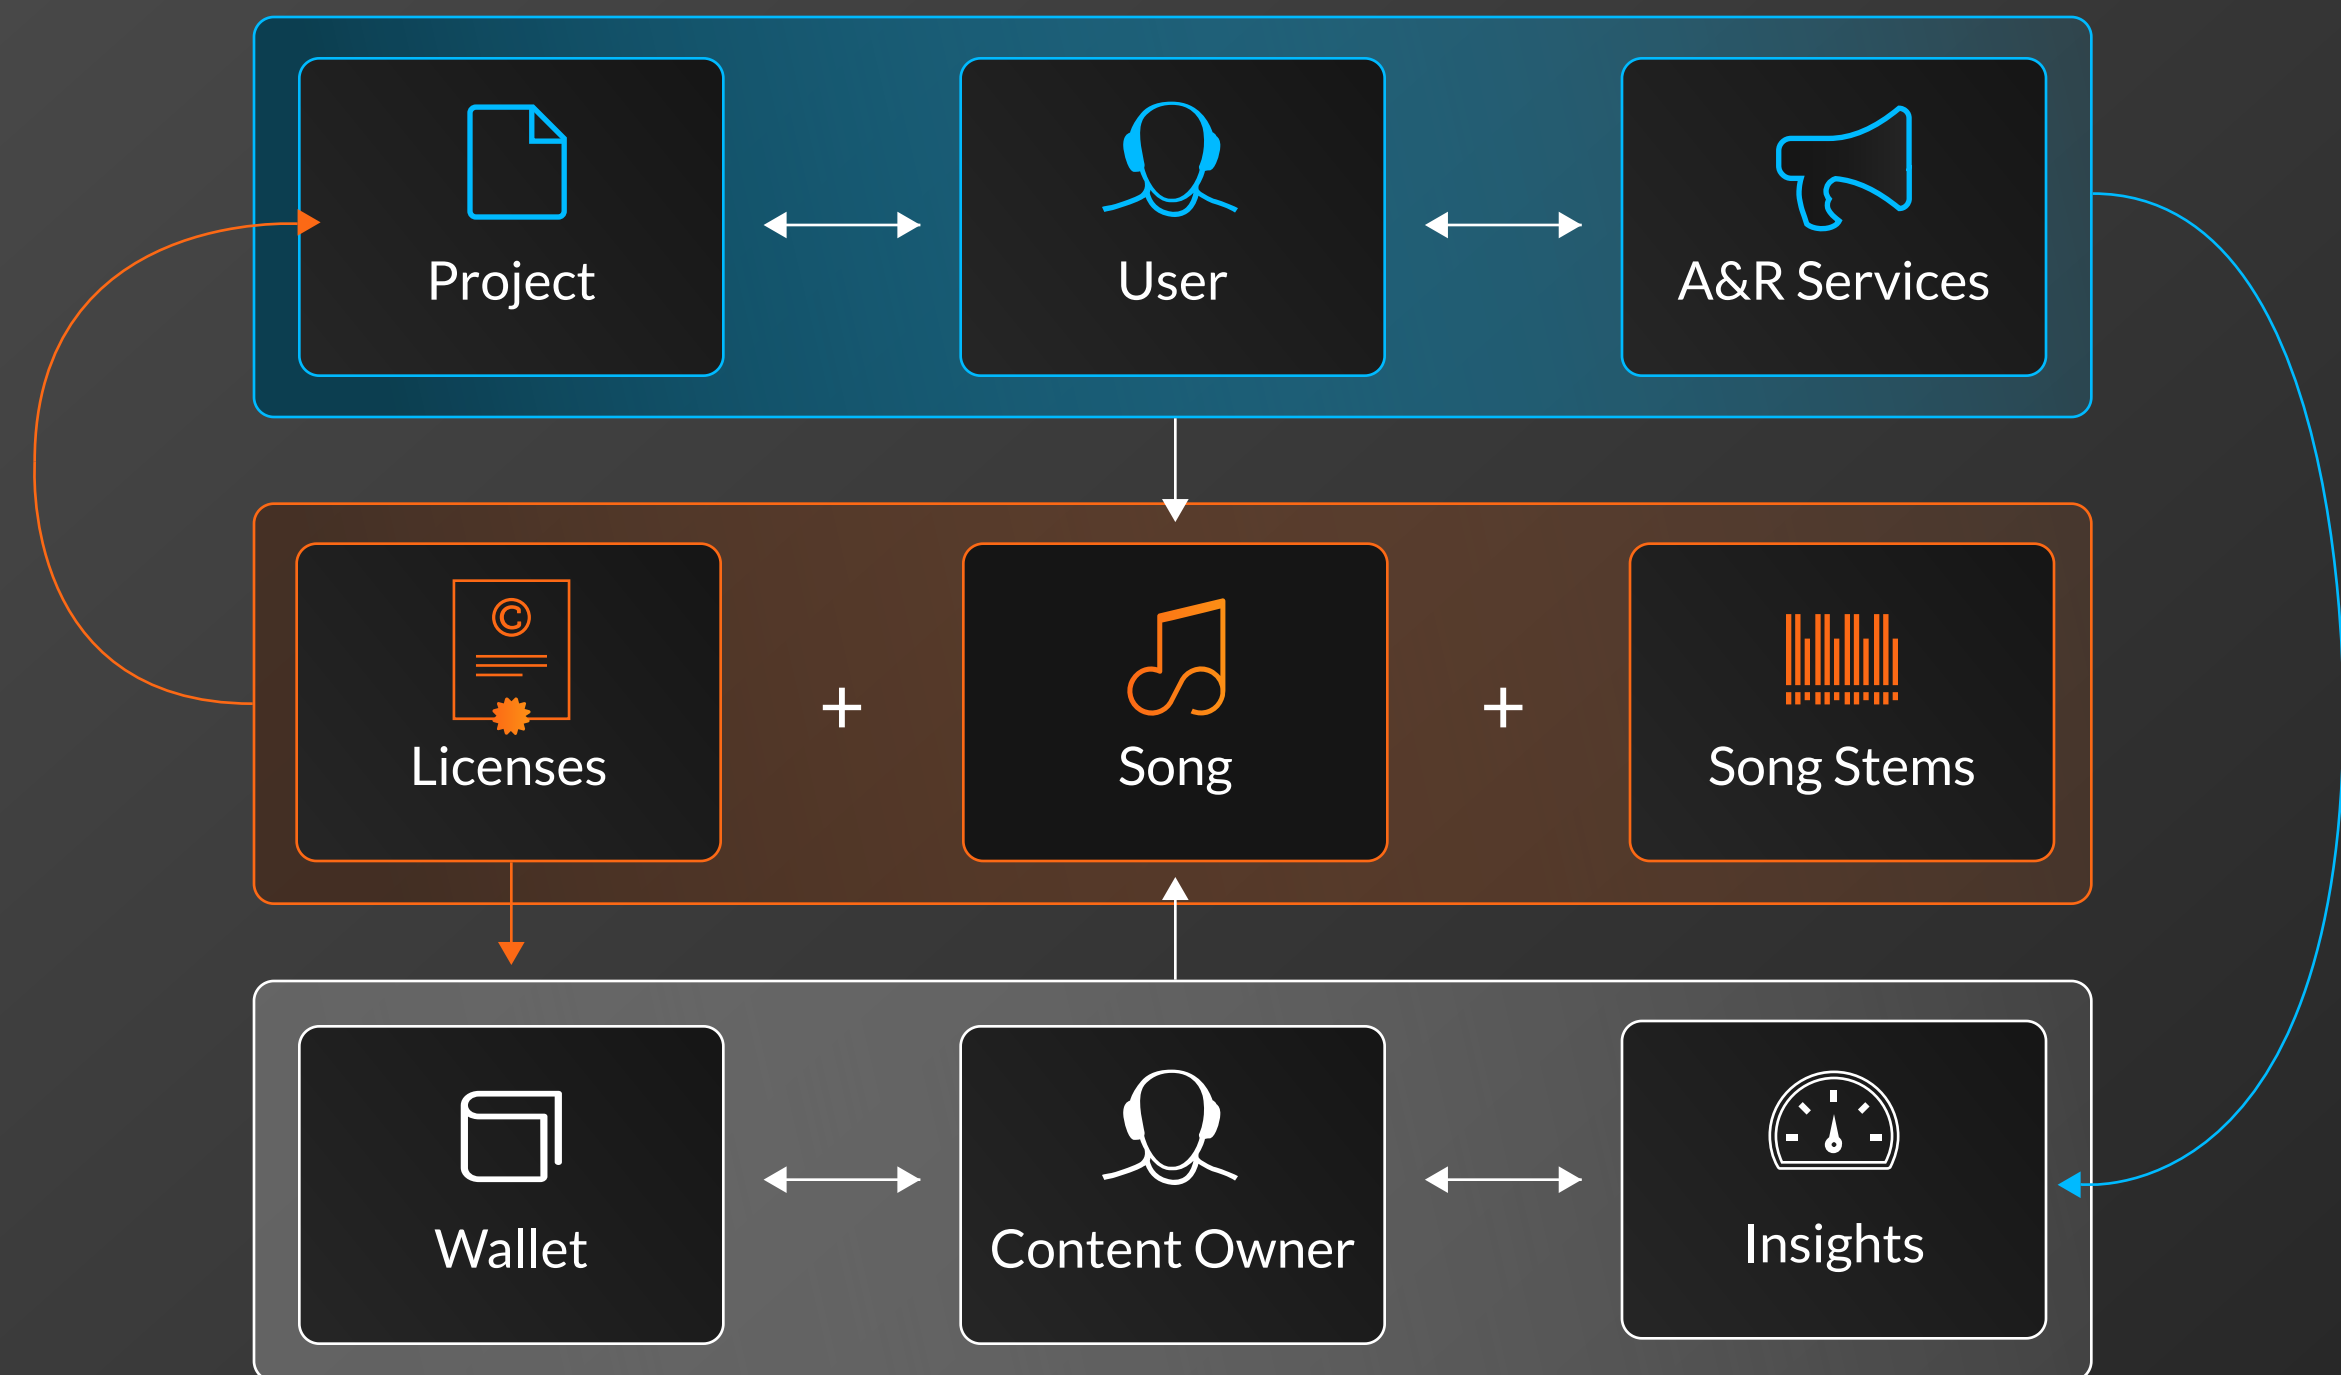 Project
User
A&R Services
©
Licenses
+
Song
+
Song Stems
Wallet
Content Owner
Insights